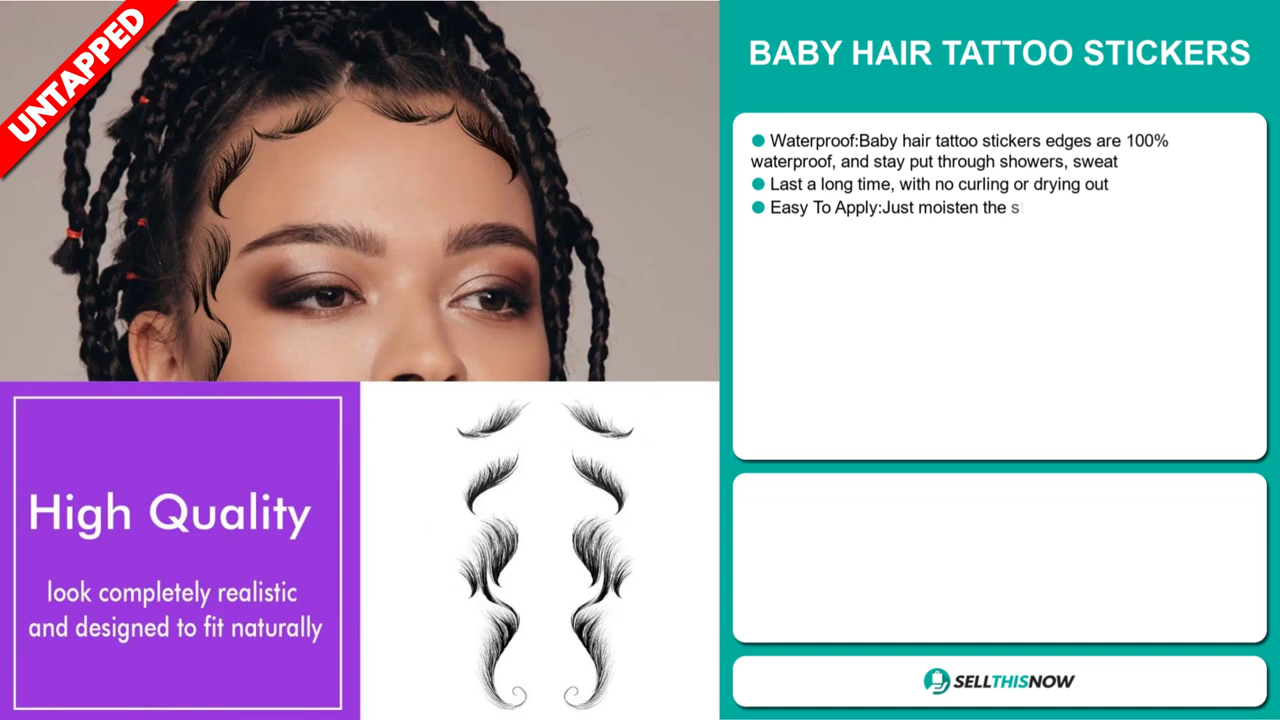 UNTAPPED
BABY HAIR TATTOO STICKERS
Waterproof:Baby hair tattoo stickers edges are 100%
waterproof, and stay put through showers, sweat
Last a long time, with no curling or drying out
Easy To Apply:Just moisten the s
High Quality
look completely realistic
and designed to fit naturally
SELLTHISNOW